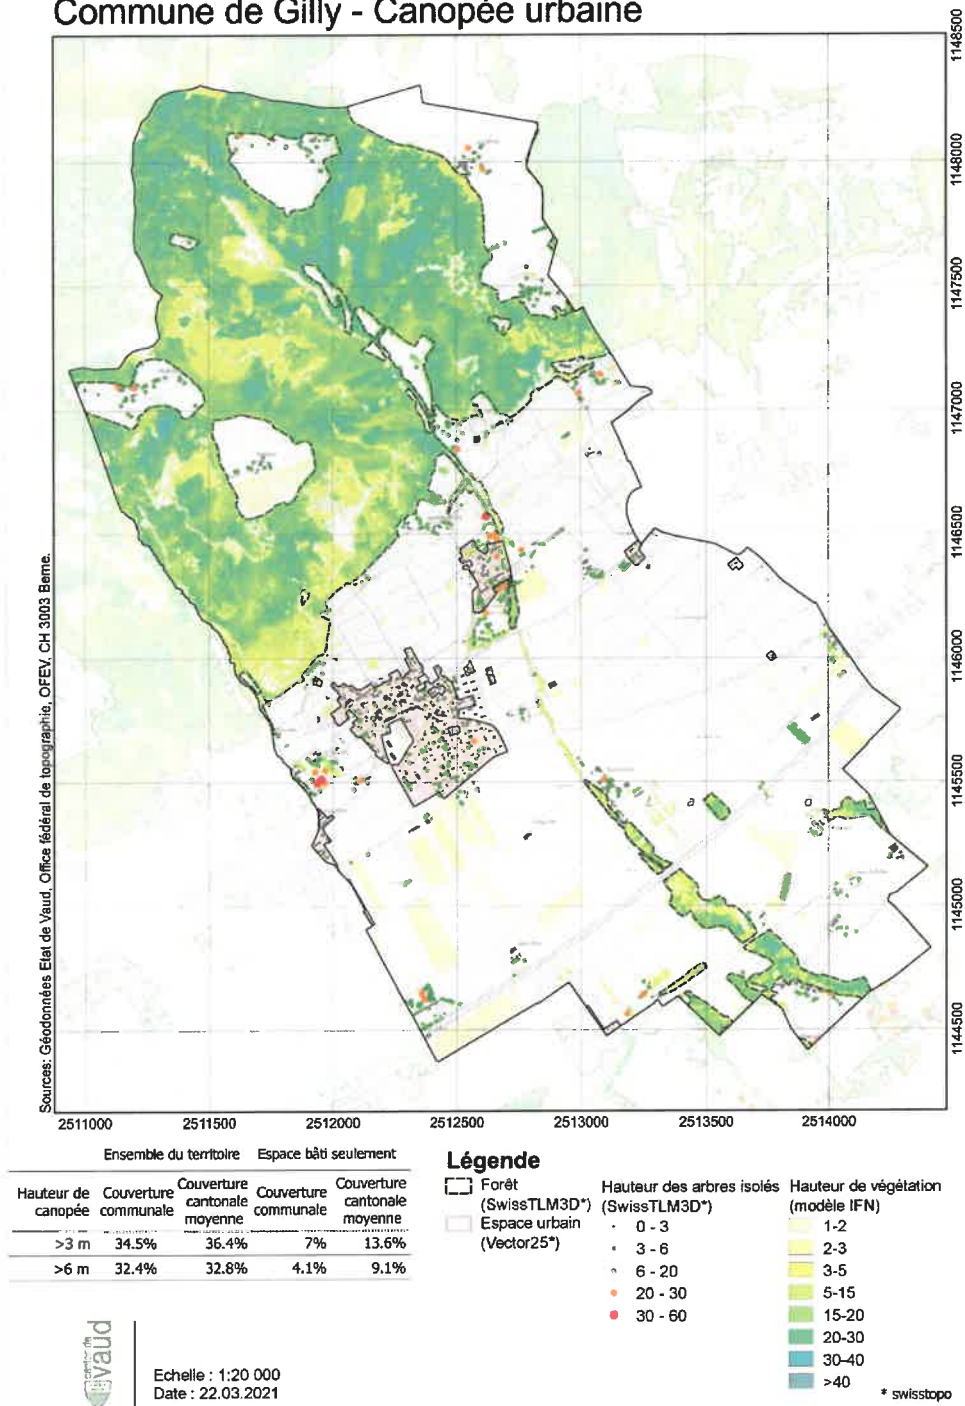 Commune de Gilly - Canopée urbaine
1148500
1148000
1147500
1147000
1146500
1146000
1145500
1145000
1144500
Sources: Géodonnées Etat de Vaud, Office fédéral de topographie, OFEV, CH 3003 Berne.
2511000 2511500 2512000 2512500 2513000 2513500 2514000
Ensemble du territoire Espace bâti seulement
Hauteur de canopée Couverture communale Couverture cantonale moyenne Couverture communale Couverture cantonale moyenne
>3 m 34.5% 36.4% 7% 13.6%
>6 m 32.4% 32.8% 4.1% 9.1%
Légende
Forêt
(SwissTLM3D*)
Espace urbain
(Vector25*)
Hauteur des arbres isolés
(SwissTLM3D*)
0 - 3
3 - 6
6 - 20
20 - 30
30 - 60
Hauteur de végétation
(modèle IFN)
1-2
2-3
3-5
5-15
15-20
20-30
30-40
>40
* swisstopo
canton de
vaud
Echelle : 1:20 000
Date : 22.03.2021